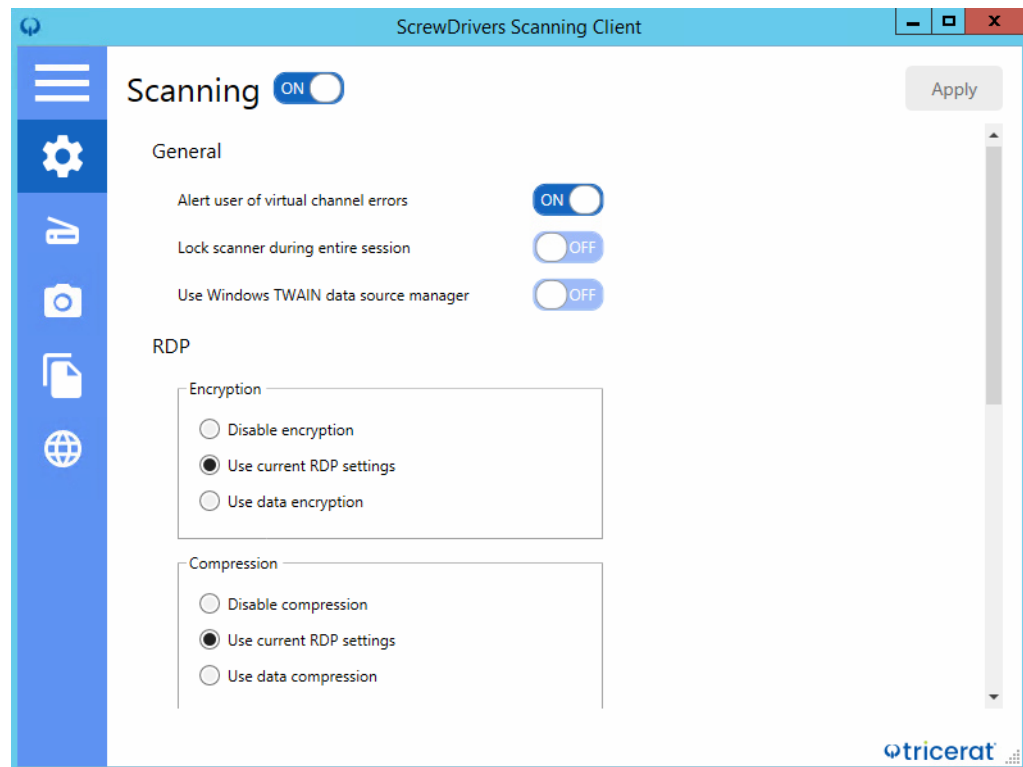 ScrewDrivers Scanning Client
Scanning ON
Apply
General
Alert user of virtual channel errors ON
Lock scanner during entire session OFF
Use Windows TWAIN data source manager OFF
RDP
Encryption
Disable encryption
Use current RDP settings
Use data encryption
Compression
Disable compression
Use current RDP settings
Use data compression
tricerat